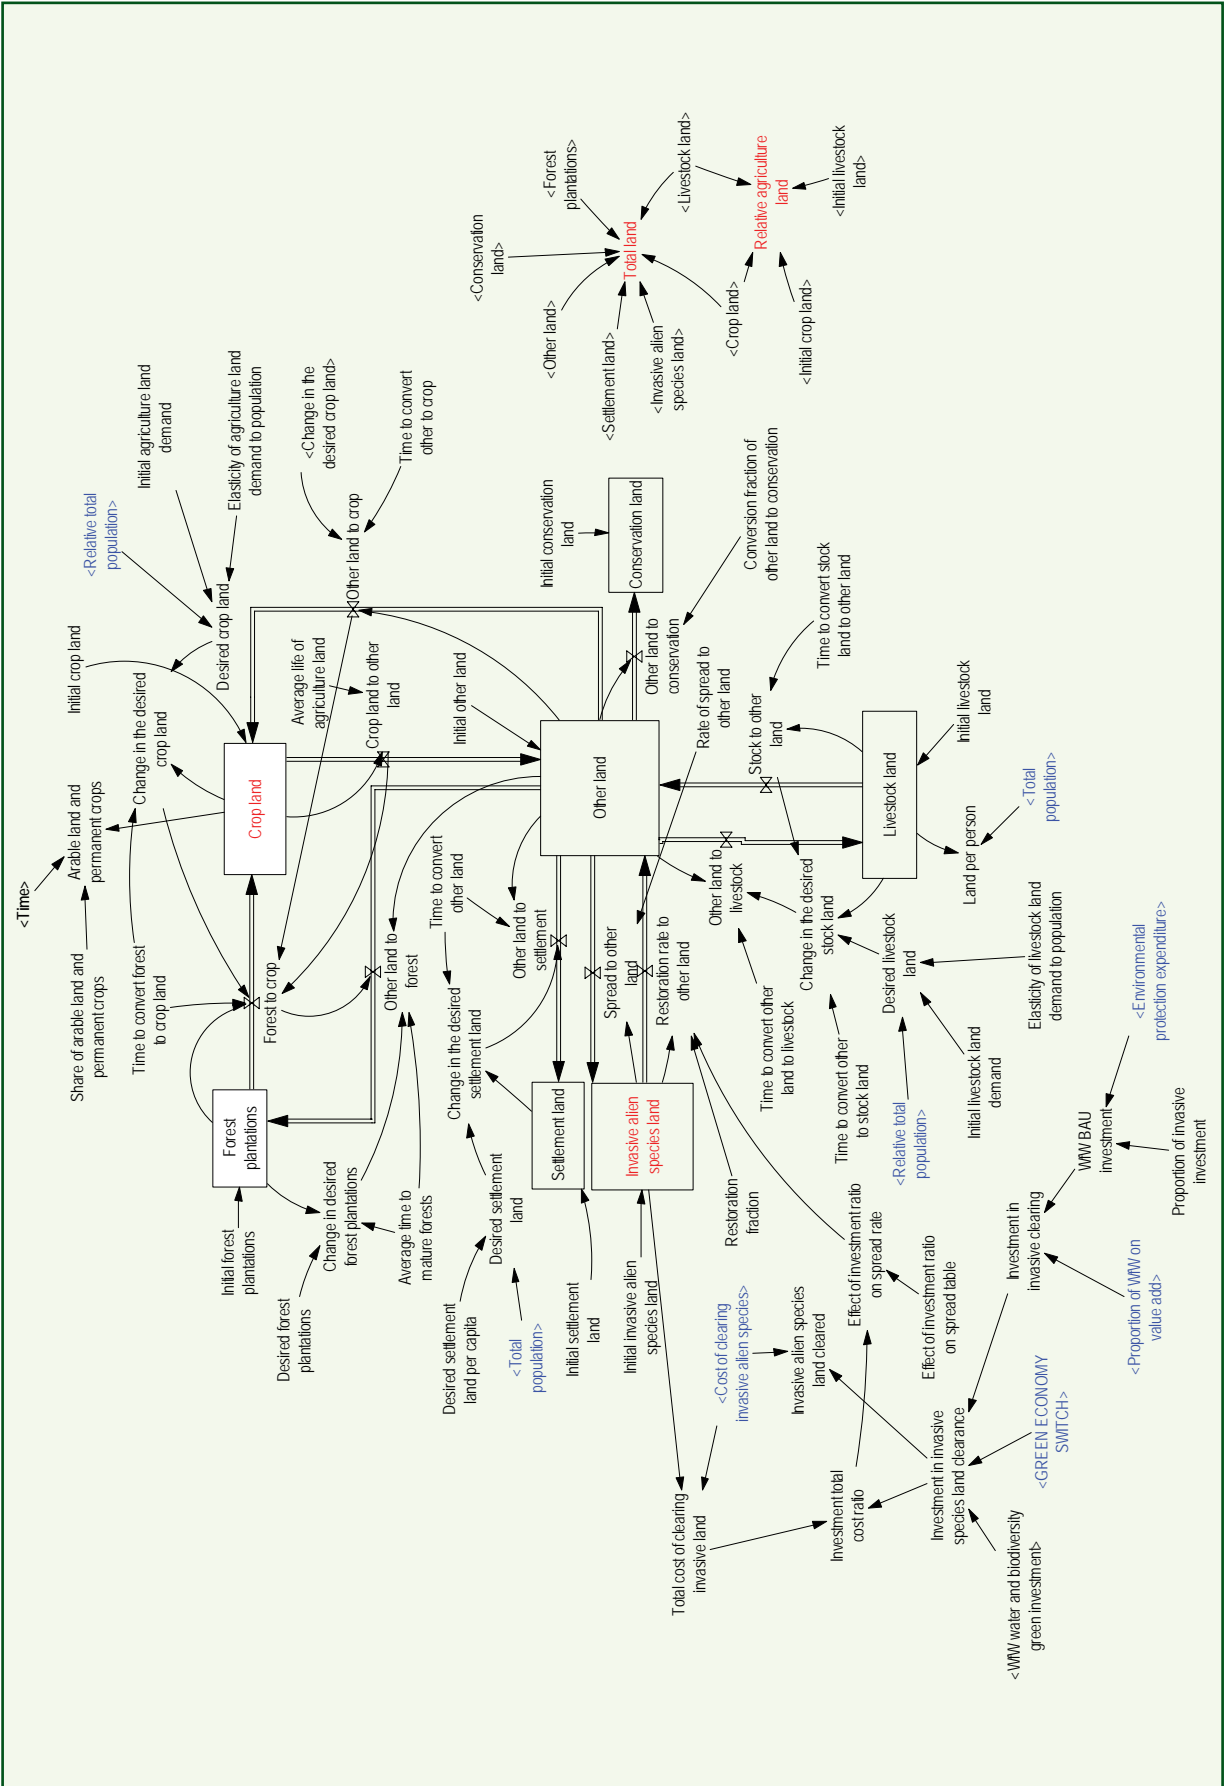 <Time>
Share of arable land and
permanent crops
Arable land and
permanent crops
Time to convert forest
to crop land
Change in the desired
crop land
Initial crop land
<Relative total
population>
Initial agriculture land
demand
Desired crop land
Elasticity of agriculture land
demand to population
<Change in the
desired crop land>
Time to convert
other to crop
Other land to crop
Average life of
agriculture land
Crop land to other
land
Crop land
Forest to crop
Forest
plantations
Initial forest
plantations
Desired forest
plantations
Change in desired
forest plantations
Average time to
mature forests
Other land to
forest
Time to convert
other land
Initial other land
Other land
Other land to
settlement
Change in the desired
settlement land
Desired settlement
land per capita
Desired settlement
land
<Total
population>
Settlement land
Initial settlement
land
Invasive alien
species land
Initial invasive alien
species land
Spread to other
land
Restoration rate to
other land
Restoration
fraction
Rate of spread to
other land
Initial conservation
land
Conservation land
Other land to
conservation
Conversion fraction of
other land to conservation
Time to convert stock
land to other land
Stock to other
land
Other land to
livestock
Time to convert other
land to livestock
Change in the desired
stock land
Time to convert other
to stock land
Livestock land
Initial livestock
land
Land per person
<Total
population>
Desired livestock
land
<Relative total
population>
Initial livestock land
demand
Elasticity of livestock land
demand to population
<Conservation
land>
<Forest
plantations>
<Other land>
<Livestock land>
Total land
<Settlement land>
<Invasive alien
species land>
<Crop land>
Relative agriculture
land
<Initial crop land>
<Initial livestock
land>
Total cost of clearing
invasive land
<Cost of clearing
invasive alien species>
Invasive alien species
land cleared
Investment total
cost ratio
Effect of investment ratio
on spread rate
Effect of investment ratio
on spread table
Investment in invasive
species land clearance
<WfW water and biodiversity
green investment>
<GREEN ECONOMY
SWITCH>
Investment in
invasive clearing
<Proportion of WfW on
value add>
WfW BAU
investment
<Environmental
protection expenditure>
Proportion of invasive
investment